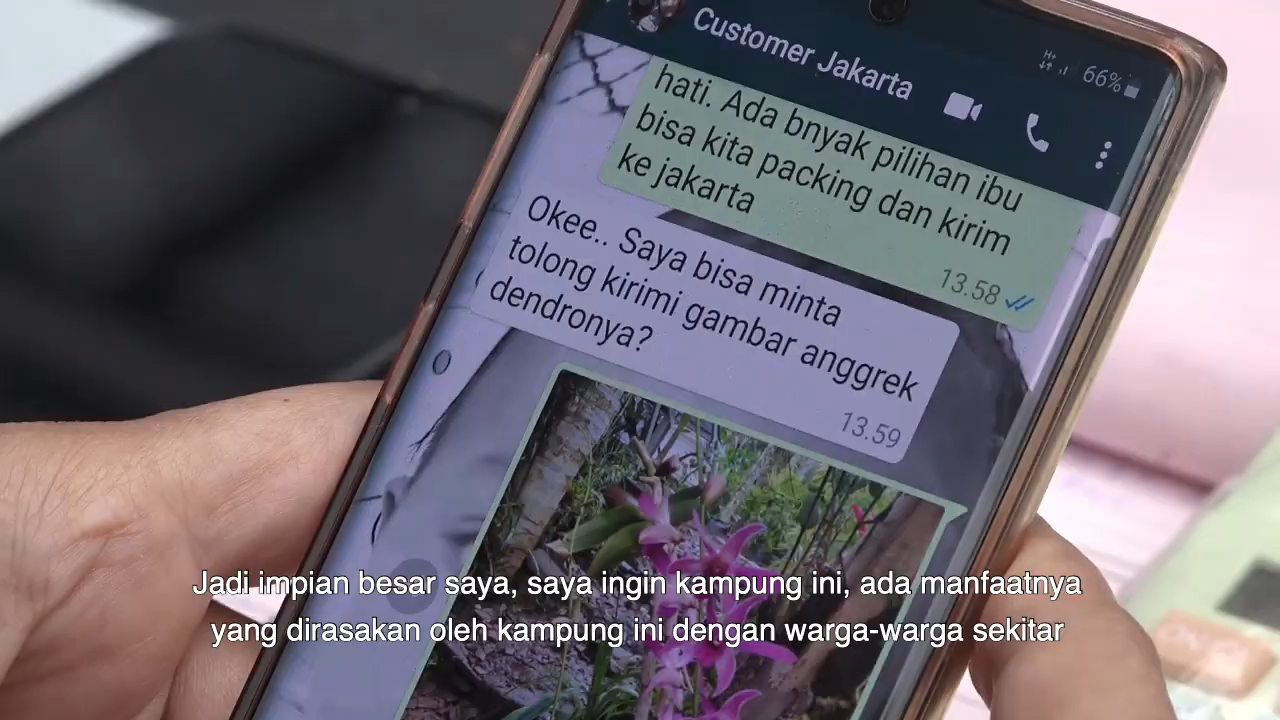 Customer Jakarta
66%
hati. Ada bnyak pilihan ibu
bisa kita packing dan kirim
ke jakarta
13.58
Okee.. Saya bisa minta
tolong kirimi gambar anggrek
dendronya?
13.59
Jadi impian besar saya, saya ingin kampung ini, ada manfaatnya
yang dirasakan oleh kampung ini dengan warga-warga sekitar